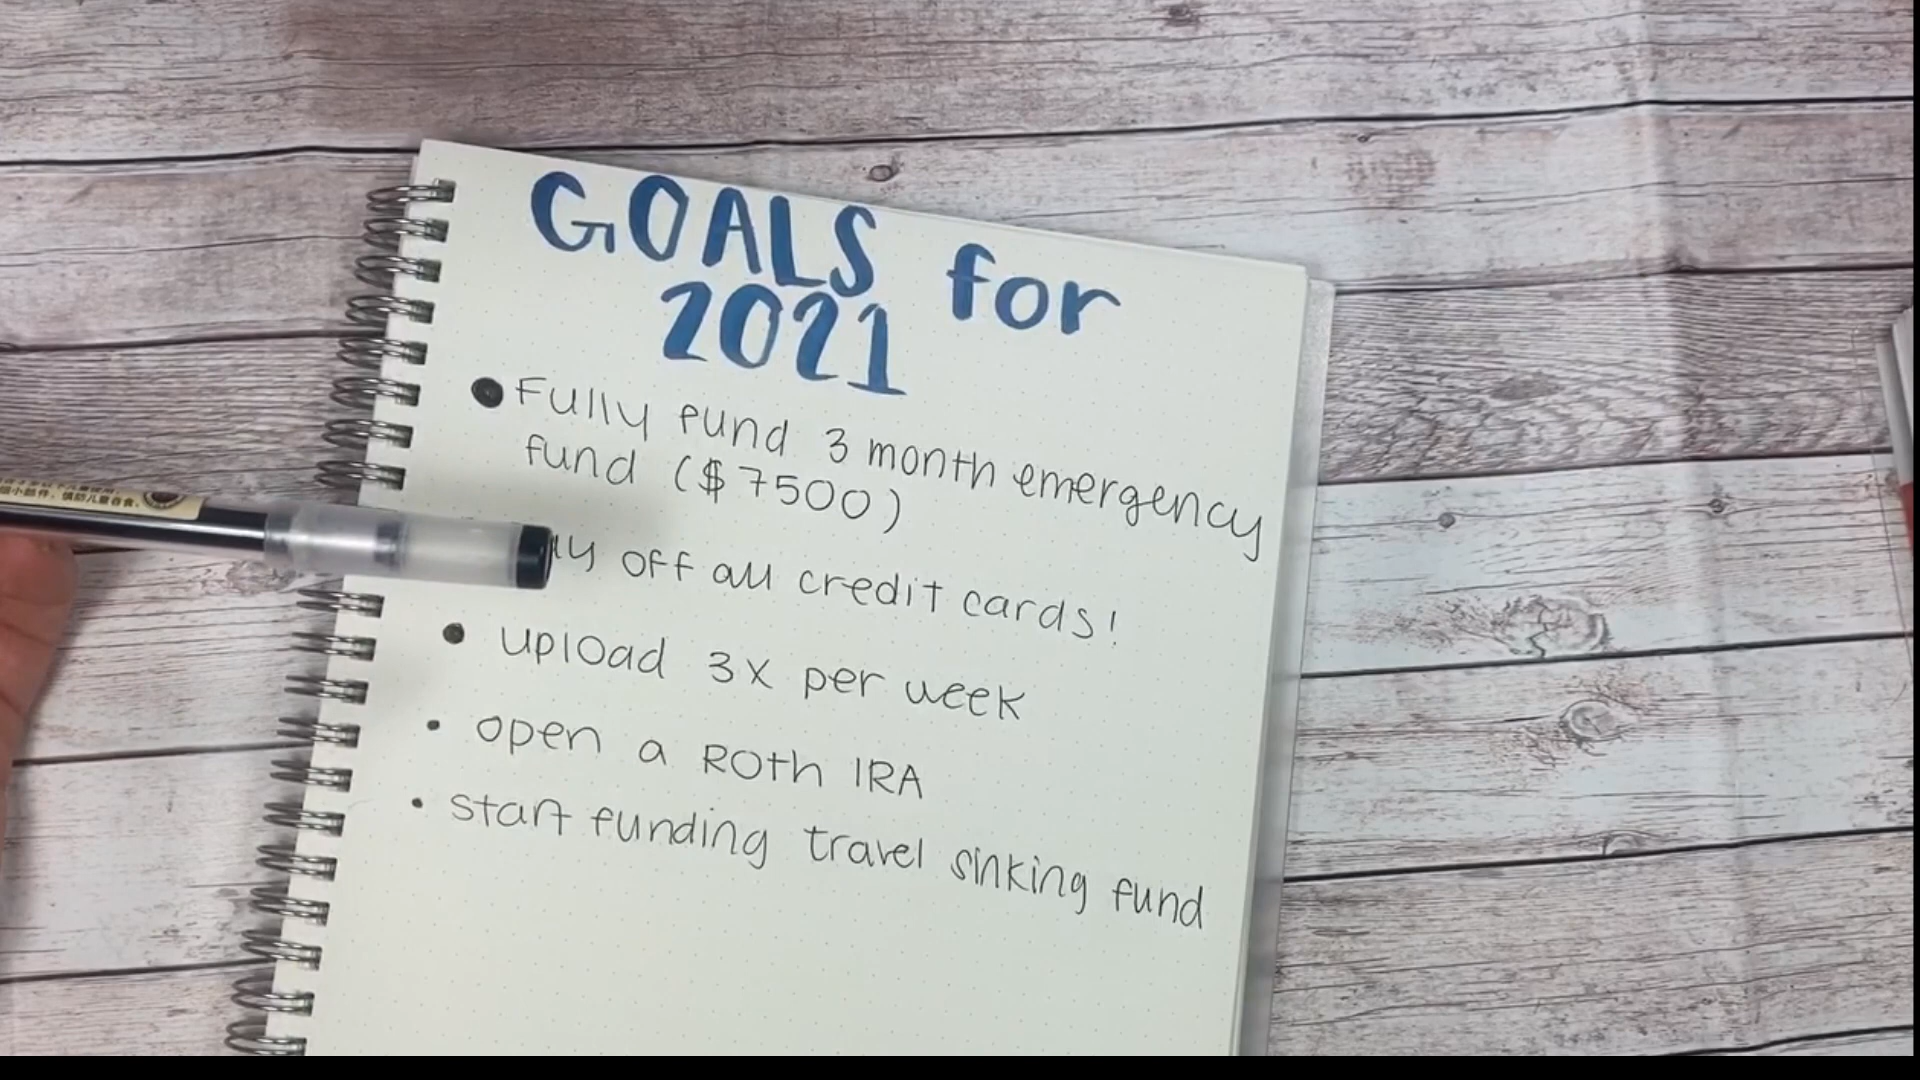 GOALS for
2021
Fully fund 3 month emergency
fund ($7500)
off all credit cards!
upload 3x per week
open a Roth IRA
start funding travel sinking fund